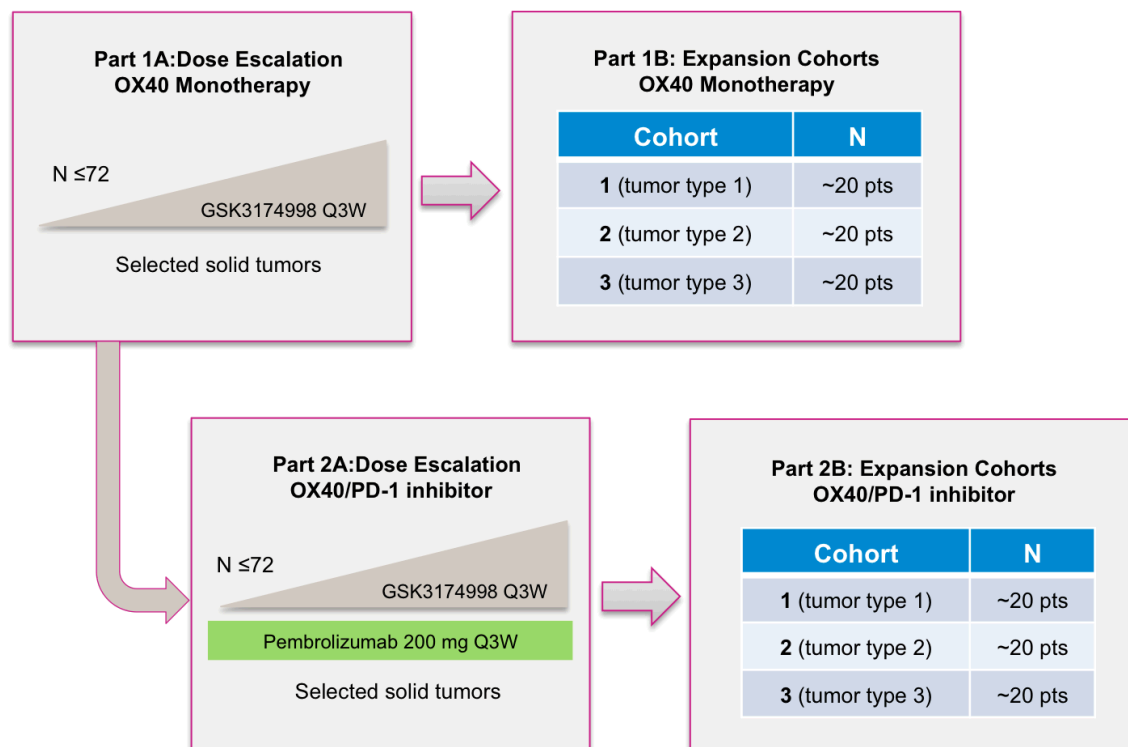 Part 1A:Dose Escalation
OX40 Monotherapy
N ≤72
GSK3174998 Q3W
Selected solid tumors
Part 1B: Expansion Cohorts
OX40 Monotherapy
Cohort N
1 (tumor type 1) ~20 pts
2 (tumor type 2) ~20 pts
3 (tumor type 3) ~20 pts
Part 2A:Dose Escalation
OX40/PD-1 inhibitor
N ≤72
GSK3174998 Q3W
Pembrolizumab 200 mg Q3W
Selected solid tumors
Part 2B: Expansion Cohorts
OX40/PD-1 inhibitor
Cohort N
1 (tumor type 1) ~20 pts
2 (tumor type 2) ~20 pts
3 (tumor type 3) ~20 pts